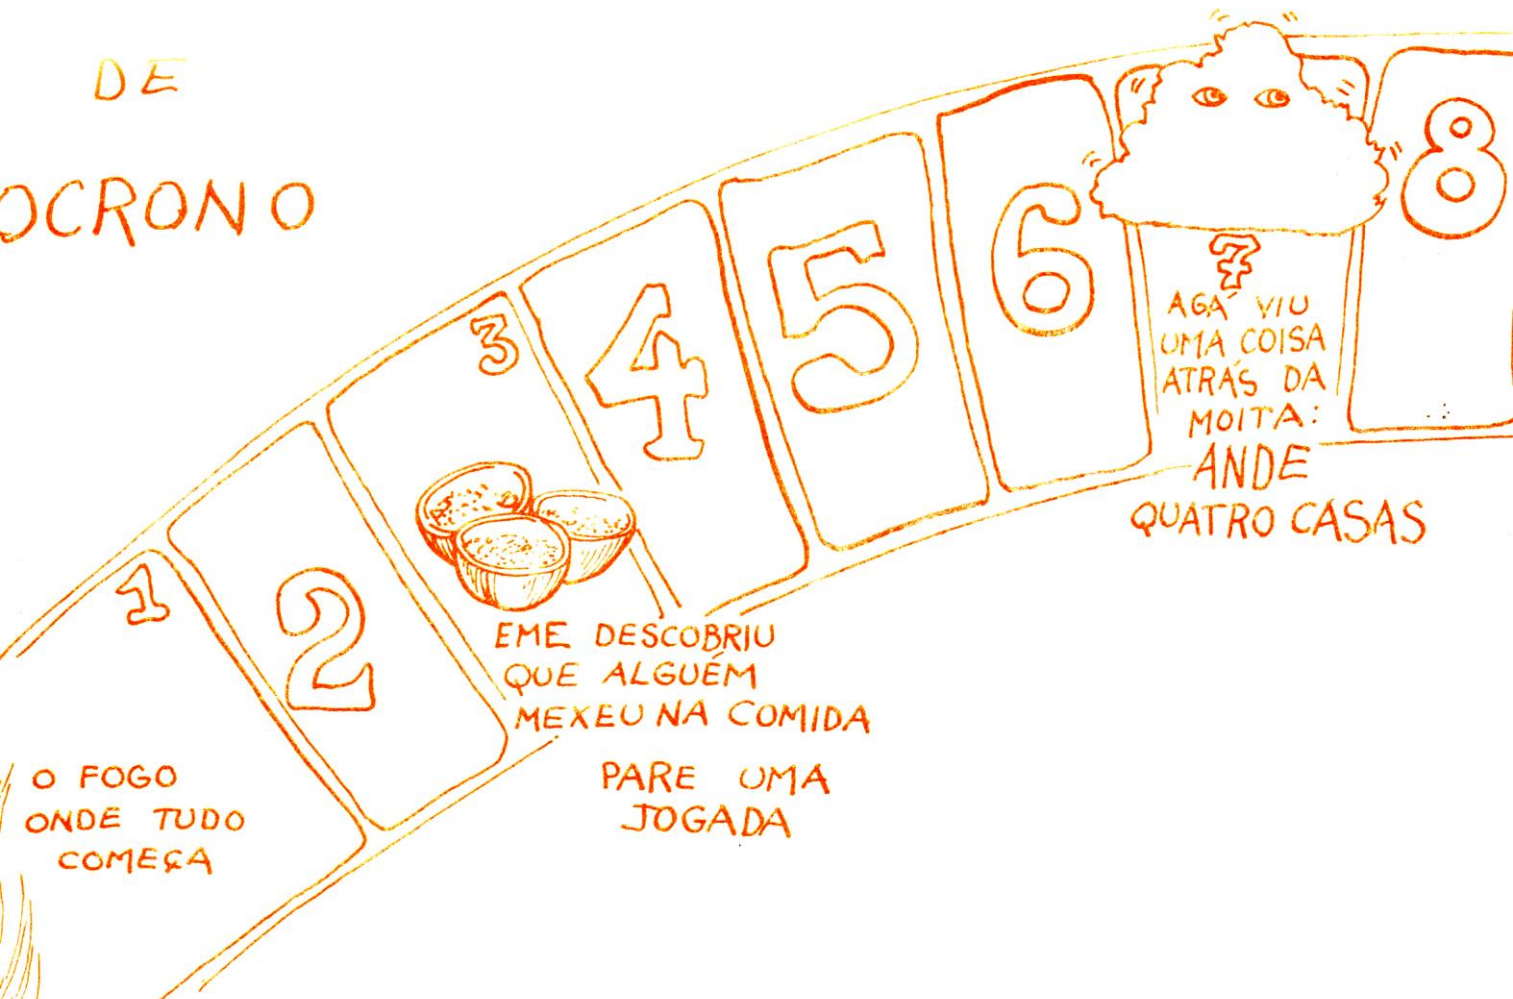 DE
OCRONO
1
O FOGO
ONDE TUDO
COMEÇA
2
3
EME DESCOBRIU
QUE ALGUÉM
MEXEU NA COMIDA
PARE UMA
JOGADA
4
5
6
7
AGÁ VIU
UMA COISA
ATRÁS DA
MOITA:
ANDE
QUATRO CASAS
8